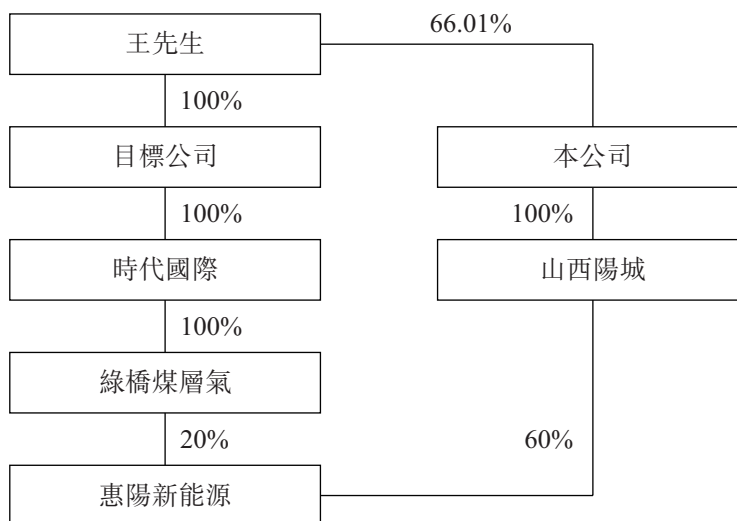 王先生
66.01%
100%
目標公司
本公司
100%
100%
時代國際
山西陽城
100%
綠橋煤層氣
20%
60%
惠陽新能源